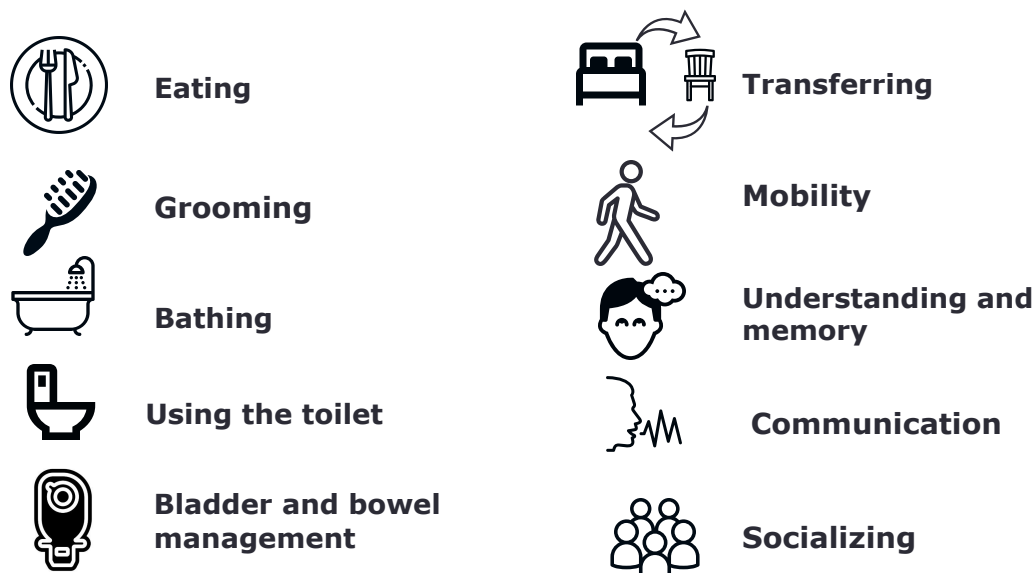 Eating
Grooming
Bathing
Using the toilet
Bladder and bowel
management
Transferring
Mobility
Understanding and
memory
Communication
Socializing